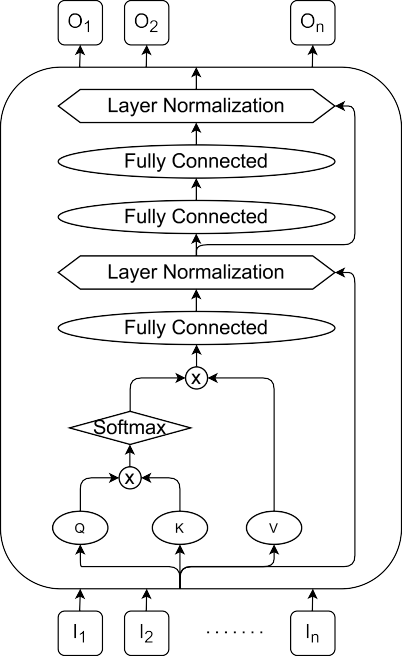 O1 O2 On
Layer Normalization
Fully Connected
Fully Connected
Layer Normalization
Fully Connected
x
Softmax
x
Q K V
I1 I2 ....... In